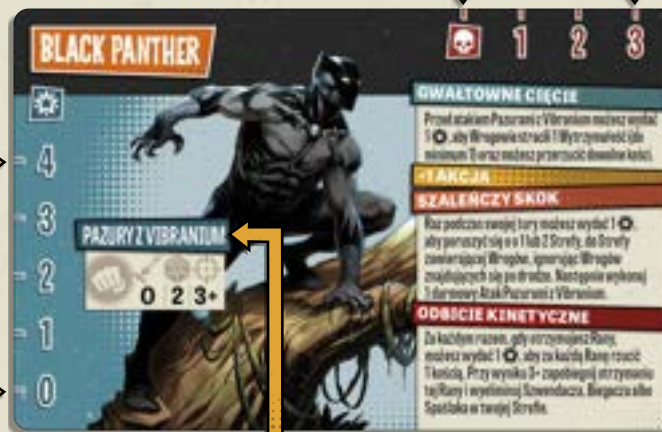 BLACK PANTHER
1 2 3
4
3
2
1
0
PAZURY Z VIBRANIUM
0 2 3+
GWAŁTOWNE CIĘCIE
Przed atakiem Pazurami z Vibranium możesz wydać
1, aby Wrogowie stracili 1 Wytrzymałość (do
minimum 1) oraz możesz przerzucić dowolne kości.
+1 AKCJA
SZALEŃCZY SKOK
Raz podczas swojej tury możesz wydać 1,
aby poruszyć się o 1 lub 2 Strefy, do Strefy
zawierającej Wrogów, ignorując Wrogów
znajdujących się po drodze. Następnie wykonaj
1 darmowy Atak Pazurami z Vibranium.
ODBICIE KINETYCZNE
Za każdym razem, gdy otrzymujesz Rany,
możesz wydać 1, aby za każdą Ranę rzucić
1 kością. Przy wyniku 3+ zapobiegnij otrzymaniu
tej Rany i wyeliminuj Szwendacza, Biegacza albo
Spaślaka w twojej Strefie.